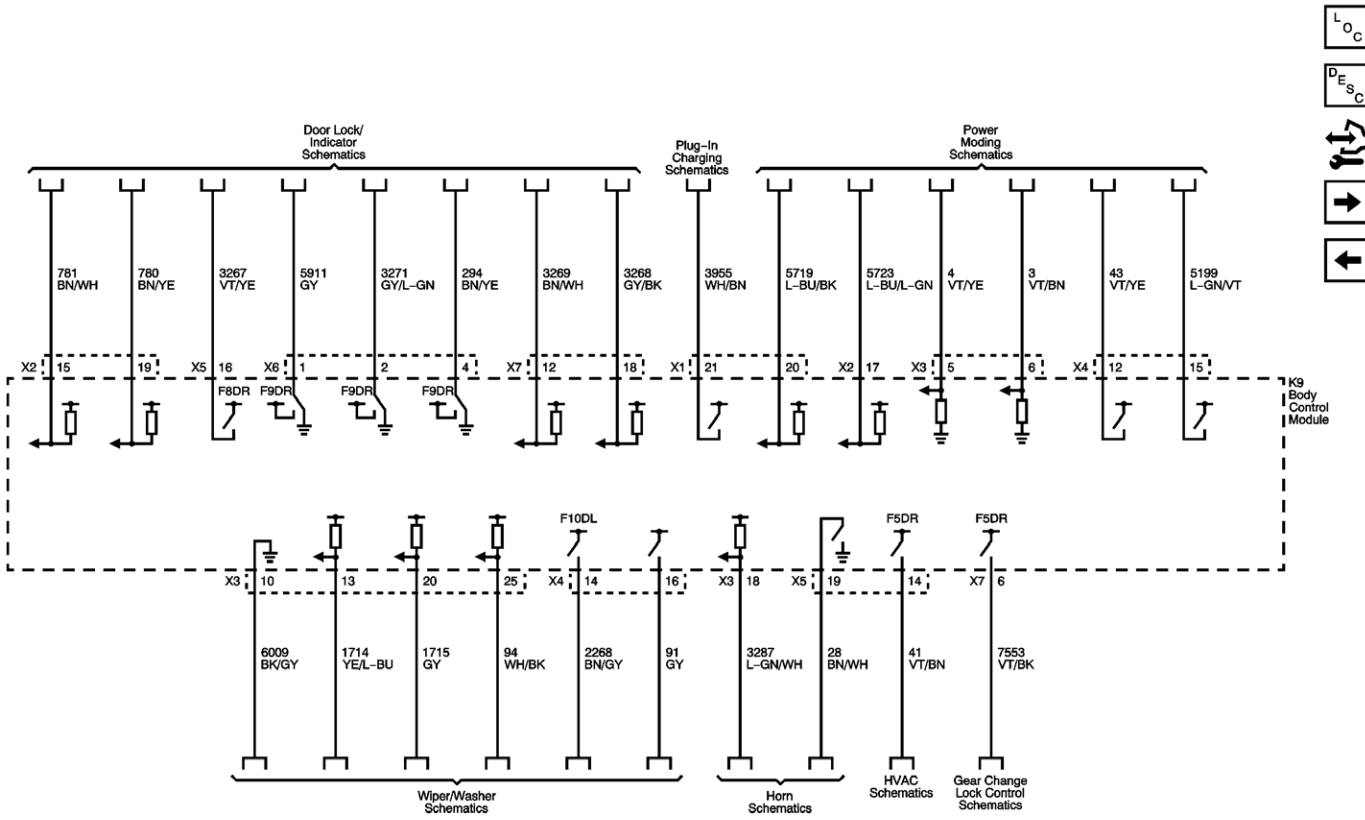 L O C
D E S C
Door Lock/
Indicator
Schematics
Plug-In
Charging
Schematics
Power
Moding
Schematics
781
BN/WH
780
BN/YE
3267
VT/YE
5911
GY
3271
GY/L-GN
294
BN/YE
3269
BN/WH
3268
GY/BK
3955
WH/BN
5719
L-BU/BK
5723
L-BU/L-GN
4
VT/YE
3
VT/BN
43
VT/YE
5199
L-GN/VT
X2 15 19 X5 16 X6 1 2 4 X7 12 18 X1 21 20 X2 17 X3 5 6 X4 12 15
K9
Body
Control
Module
F8DR F9DR F9DR F9DR
F10DL F5DR F5DR
X3 10 13 20 25 X4 14 16 X3 18 X5 19 14 X7 6
6009
BK/GY
1714
YE/L-BU
1715
GY
94
WH/BK
2268
BN/GY
91
GY
3287
L-GN/WH
28
BN/WH
41
VT/BN
7553
VT/BK
Wiper/Washer
Schematics
Horn
Schematics
HVAC
Schematics
Gear Change
Lock Control
Schematics